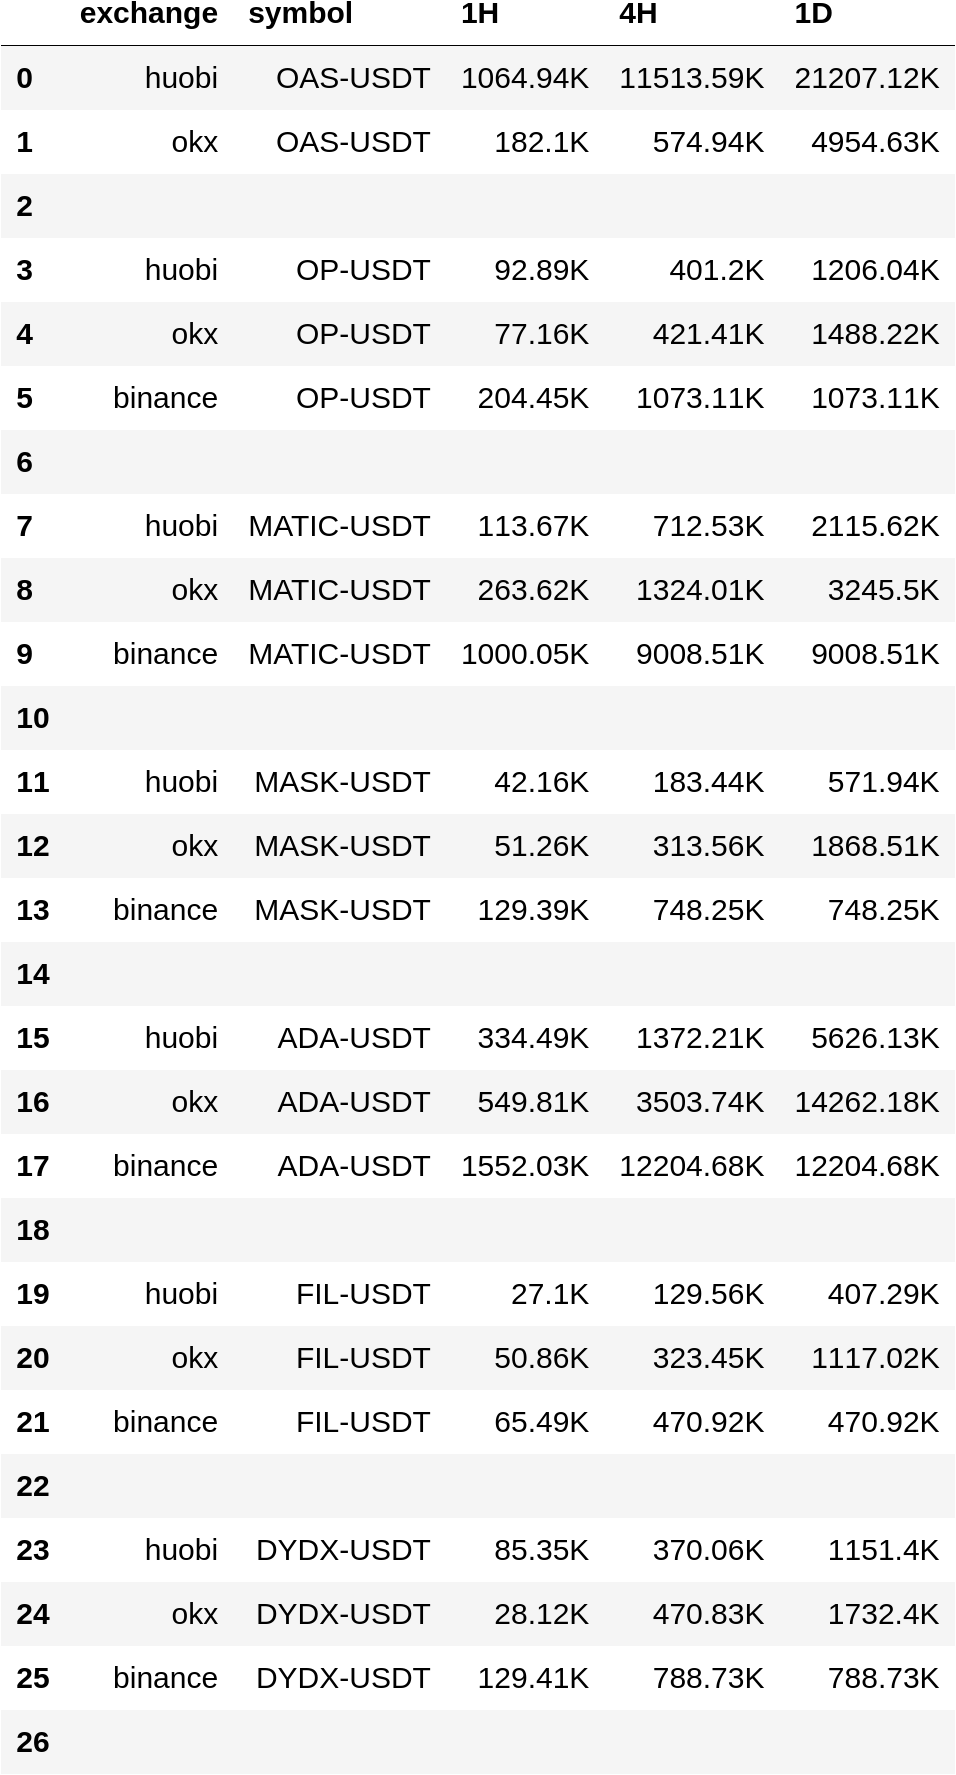 exchange symbol 1H 4H 1D
0 huobi OAS-USDT 1064.94K 11513.59K 21207.12K
1 okx OAS-USDT 182.1K 574.94K 4954.63K
2
3 huobi OP-USDT 92.89K 401.2K 1206.04K
4 okx OP-USDT 77.16K 421.41K 1488.22K
5 binance OP-USDT 204.45K 1073.11K 1073.11K
6
7 huobi MATIC-USDT 113.67K 712.53K 2115.62K
8 okx MATIC-USDT 263.62K 1324.01K 3245.5K
9 binance MATIC-USDT 1000.05K 9008.51K 9008.51K
10
11 huobi MASK-USDT 42.16K 183.44K 571.94K
12 okx MASK-USDT 51.26K 313.56K 1868.51K
13 binance MASK-USDT 129.39K 748.25K 748.25K
14
15 huobi ADA-USDT 334.49K 1372.21K 5626.13K
16 okx ADA-USDT 549.81K 3503.74K 14262.18K
17 binance ADA-USDT 1552.03K 12204.68K 12204.68K
18
19 huobi FIL-USDT 27.1K 129.56K 407.29K
20 okx FIL-USDT 50.86K 323.45K 1117.02K
21 binance FIL-USDT 65.49K 470.92K 470.92K
22
23 huobi DYDX-USDT 85.35K 370.06K 1151.4K
24 okx DYDX-USDT 28.12K 470.83K 1732.4K
25 binance DYDX-USDT 129.41K 788.73K 788.73K
26